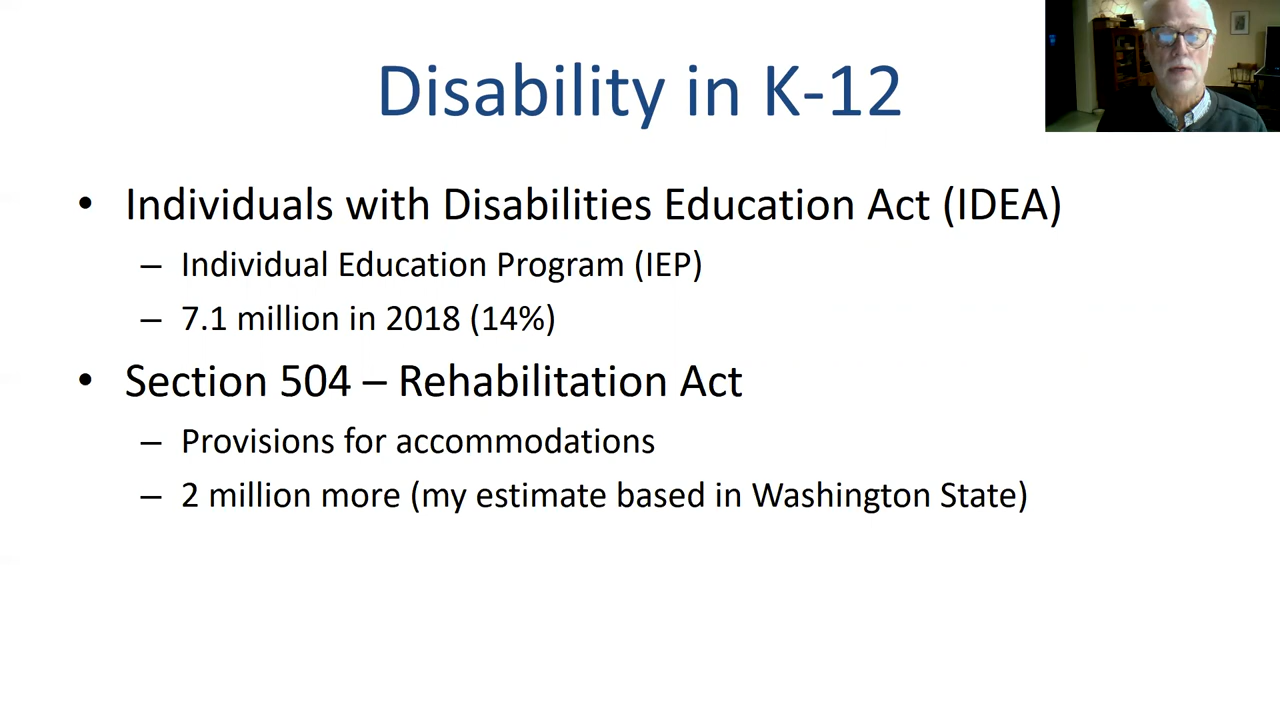 Disability in K-12
• Individuals with Disabilities Education Act (IDEA)
– Individual Education Program (IEP)
– 7.1 million in 2018 (14%)
• Section 504 – Rehabilitation Act
– Provisions for accommodations
– 2 million more (my estimate based in Washington State)